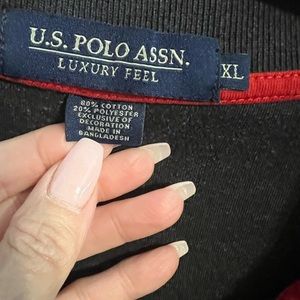 U.S. POLO ASSN.
LUXURY FEEL
XL
80% COTTON
20% POLYESTER
EXCLUSIVE OF
DECORATION
MADE IN
BANGLADESH